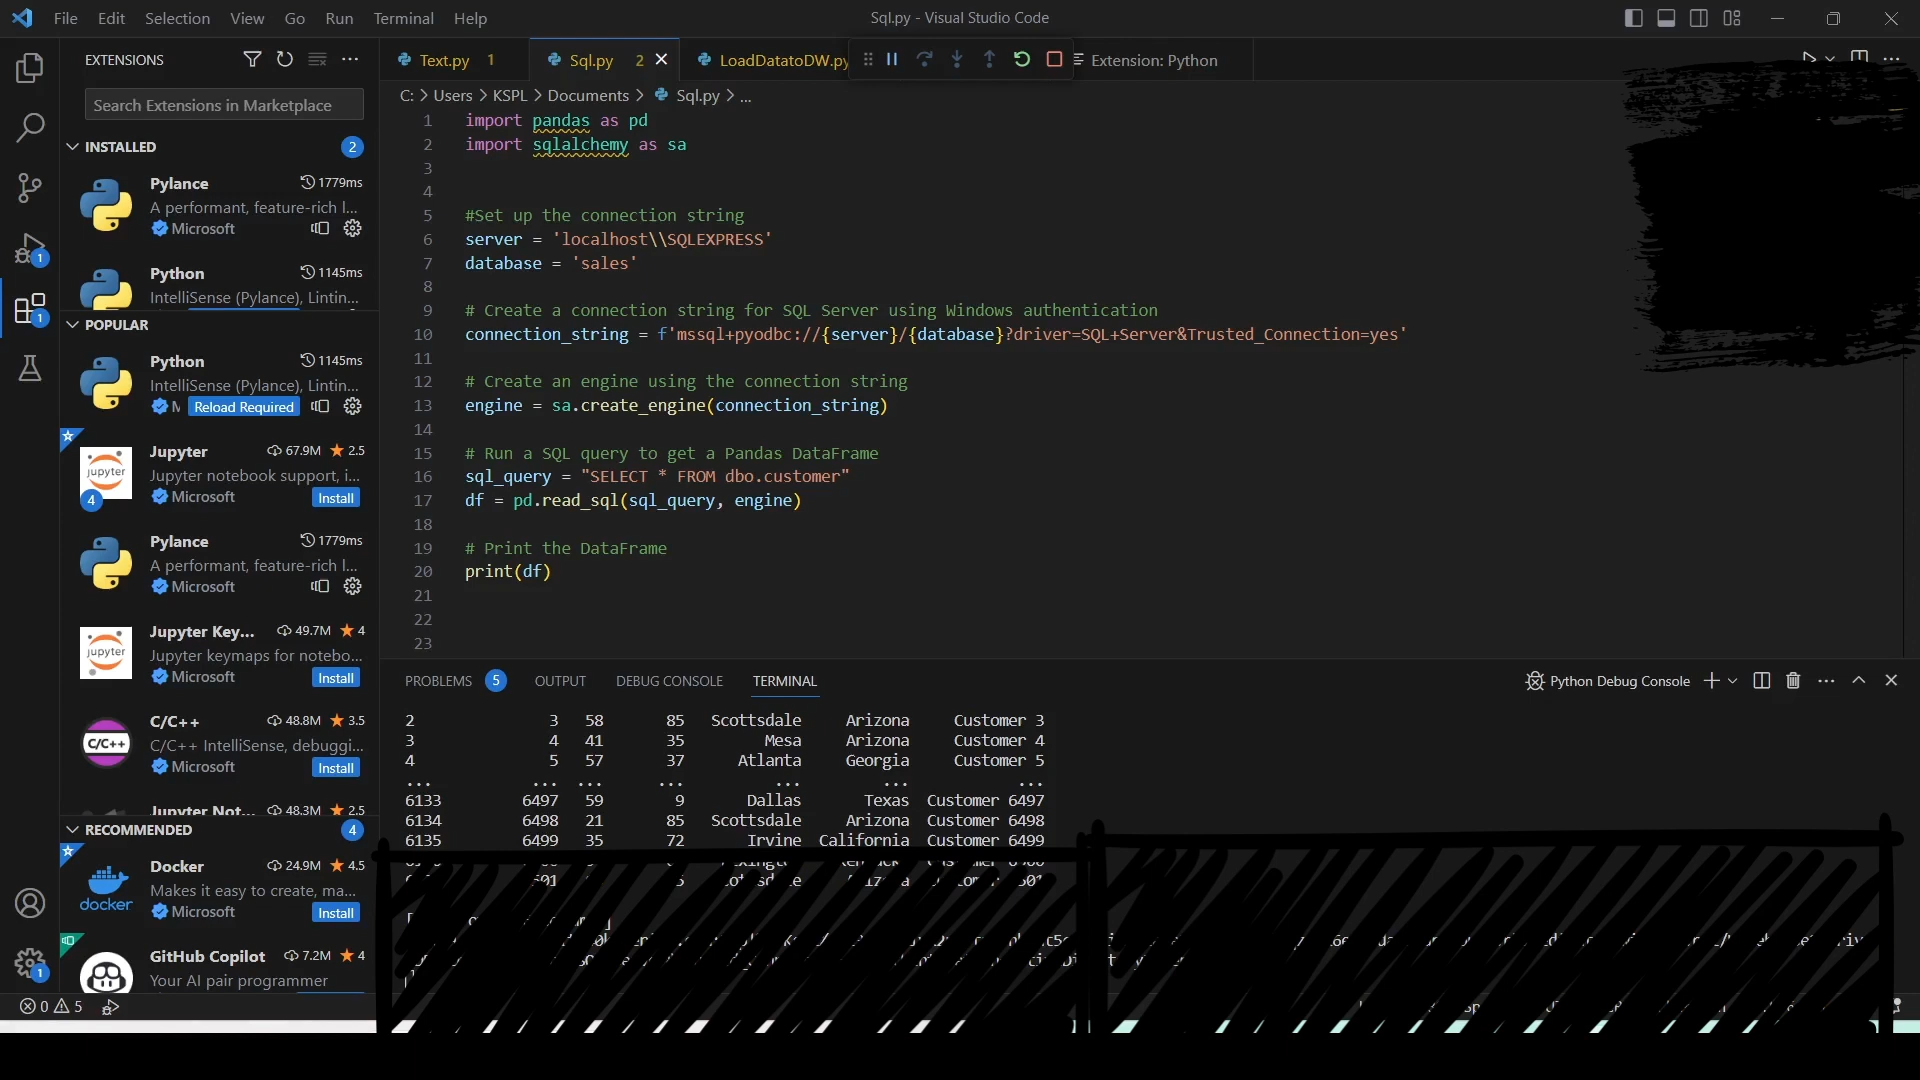 File Edit Selection View Go Run Terminal Help
Sql.py - Visual Studio Code
EXTENSIONS
Search Extensions in Marketplace
INSTALLED 2
Pylance 1779ms
A performant, feature-rich l...
Microsoft
Python 1145ms
IntelliSense (Pylance), Lintin...
POPULAR
Python 1145ms
IntelliSense (Pylance), Lintin...
M Reload Required
Jupyter 67.9M 2.5
Jupyter notebook support, i...
Microsoft Install
4
Pylance 1779ms
A performant, feature-rich l...
Microsoft
Jupyter Key... 49.7M 4
Jupyter keymaps for notebo...
Microsoft Install
C/C++ 48.8M 3.5
C/C++ IntelliSense, debuggi...
Microsoft Install
Jupyter Not... 48.3M 2.5
RECOMMENDED 4
Docker 24.9M 4.5
Makes it easy to create, ma...
Microsoft Install
GitHub Copilot 7.2M 4
Your AI pair programmer
0 5
Text.py 1
Sql.py 2
LoadDatatoDW.py
Extension: Python
C: > Users > KSPL > Documents > Sql.py > ...
1 import pandas as pd
2 import sqlalchemy as sa
3
4
5 #Set up the connection string
6 server = 'localhost\\SQLEXPRESS'
7 database = 'sales'
8
9 # Create a connection string for SQL Server using Windows authentication
10 connection_string = f'mssql+pyodbc://{server}/{database}?driver=SQL+Server&Trusted_Connection=yes'
11
12 # Create an engine using the connection string
13 engine = sa.create_engine(connection_string)
14
15 # Run a SQL query to get a Pandas DataFrame
16 sql_query = "SELECT * FROM dbo.customer"
17 df = pd.read_sql(sql_query, engine)
18
19 # Print the DataFrame
20 print(df)
21
22
23
PROBLEMS 5 OUTPUT DEBUG CONSOLE TERMINAL
Python Debug Console
2 3 58 85 Scottsdale Arizona Customer 3
3 4 41 35 Mesa Arizona Customer 4
4 5 57 37 Atlanta Georgia Customer 5
... ... ... ... ... ... ...
6133 6497 59 9 Dallas Texas Customer 6497
6134 6498 21 85 Scottsdale Arizona Customer 6498
6135 6499 35 72 Irvine California Customer 6499